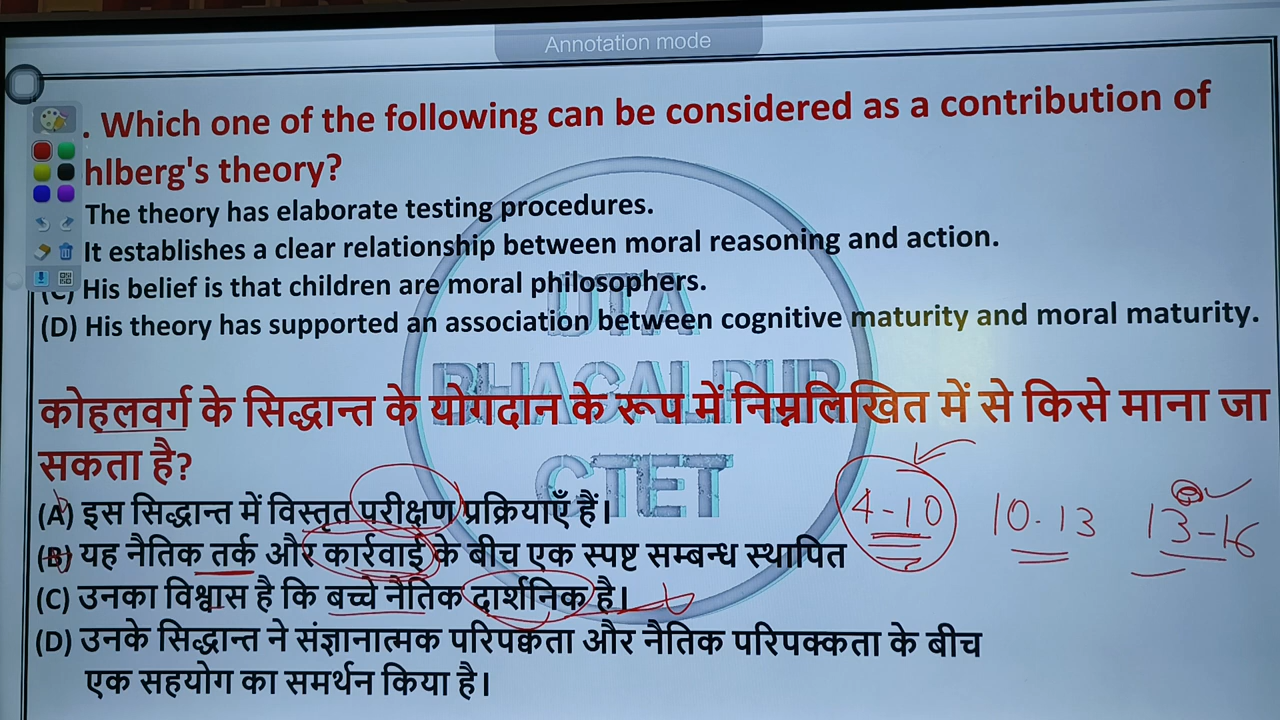 Annotation mode
. Which one of the following can be considered as a contribution of
hlberg's theory?
The theory has elaborate testing procedures.
It establishes a clear relationship between moral reasoning and action.
(C) His belief is that children are moral philosophers.
(D) His theory has supported an association between cognitive maturity and moral maturity.
कोहलवर्ग के सिद्धान्त के योगदान के रूप में निम्नलिखित में से किसे माना जा
सकता है?
(A) इस सिद्धान्त में विस्तृत परीक्षण प्रक्रियाएँ हैं।
(B) यह नैतिक तर्क और कार्रवाई के बीच एक स्पष्ट सम्बन्ध स्थापित
(C) उनका विश्वास है कि बच्चे नैतिक दार्शनिक है।
(D) उनके सिद्धान्त ने संज्ञानात्मक परिपक्वता और नैतिक परिपक्कता के बीच
एक सहयोग का समर्थन किया है।
4-10 10-13 13-16
UTA
BHAGALPUR
CTET